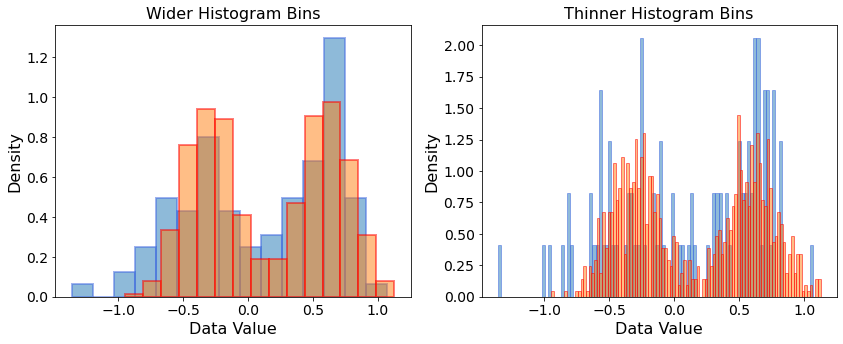 Wider Histogram Bins
Density
1.2
1.0
0.8
0.6
0.4
0.2
0.0
−1.0 −0.5 0.0 0.5 1.0
Data Value
Thinner Histogram Bins
Density
2.00
1.75
1.50
1.25
1.00
0.75
0.50
0.25
0.00
−1.0 −0.5 0.0 0.5 1.0
Data Value